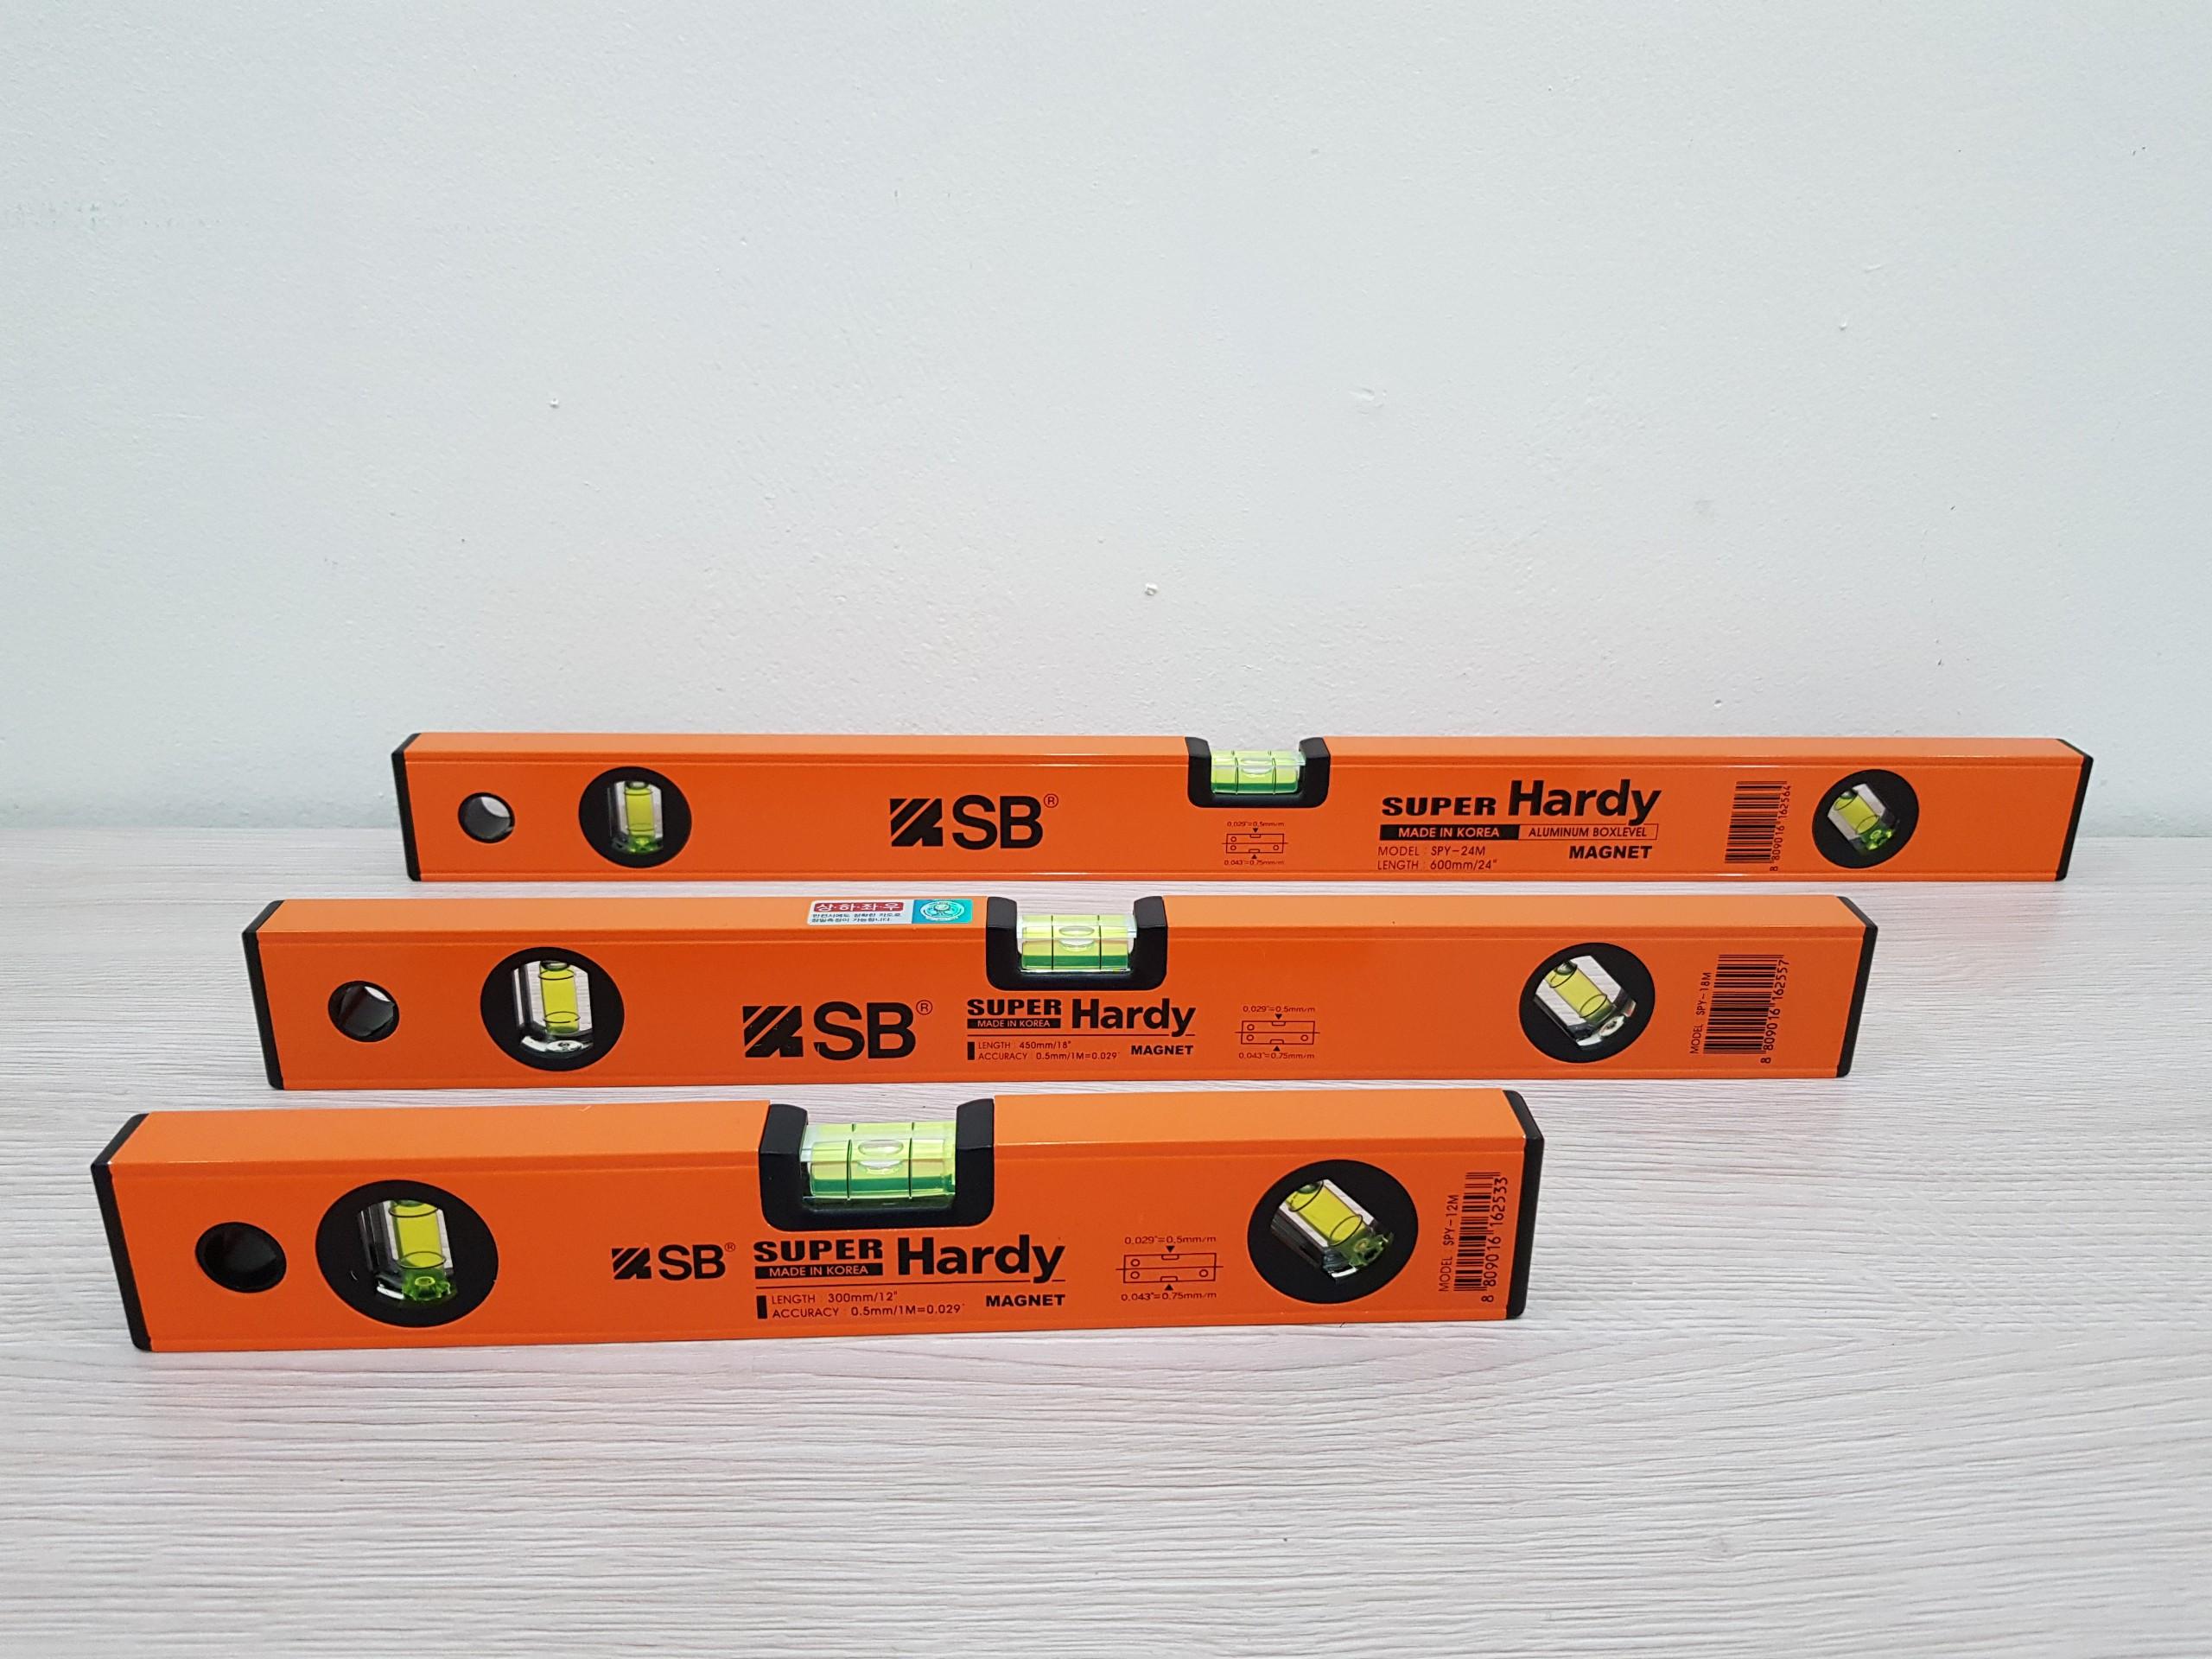 SB®
0.029°=0.5mm/m
0.043°=0.75mm/m
SUPER Hardy
MADE IN KOREA ALUMINUM BOXLEVEL
MODEL : SPY-24M MAGNET
LENGTH : 600mm/24"
8 809016 162564
상·하·좌·우
SB®
SUPER Hardy
MADE IN KOREA
LENGTH : 450mm/18"
ACCURACY : 0.5mm/1M=0.029° MAGNET
0.029°=0.5mm/m
0.043°=0.75mm/m
MODEL : SPY-18M
8 809016 162557
SB®
SUPER Hardy
MADE IN KOREA
LENGTH : 300mm/12"
ACCURACY : 0.5mm/1M=0.029° MAGNET
0.029°=0.5mm/m
0.043°=0.75mm/m
MODEL : SPY-12M
8 809016 162533